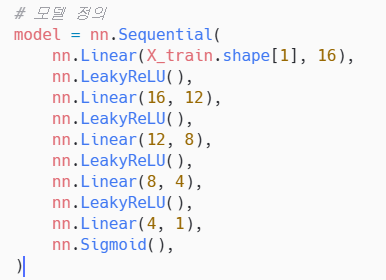 # 모델 정의
model = nn.Sequential(
    nn.Linear(X_train.shape[1], 16),
    nn.LeakyReLU(),
    nn.Linear(16, 12),
    nn.LeakyReLU(),
    nn.Linear(12, 8),
    nn.LeakyReLU(),
    nn.Linear(8, 4),
    nn.LeakyReLU(),
    nn.Linear(4, 1),
    nn.Sigmoid(),
)